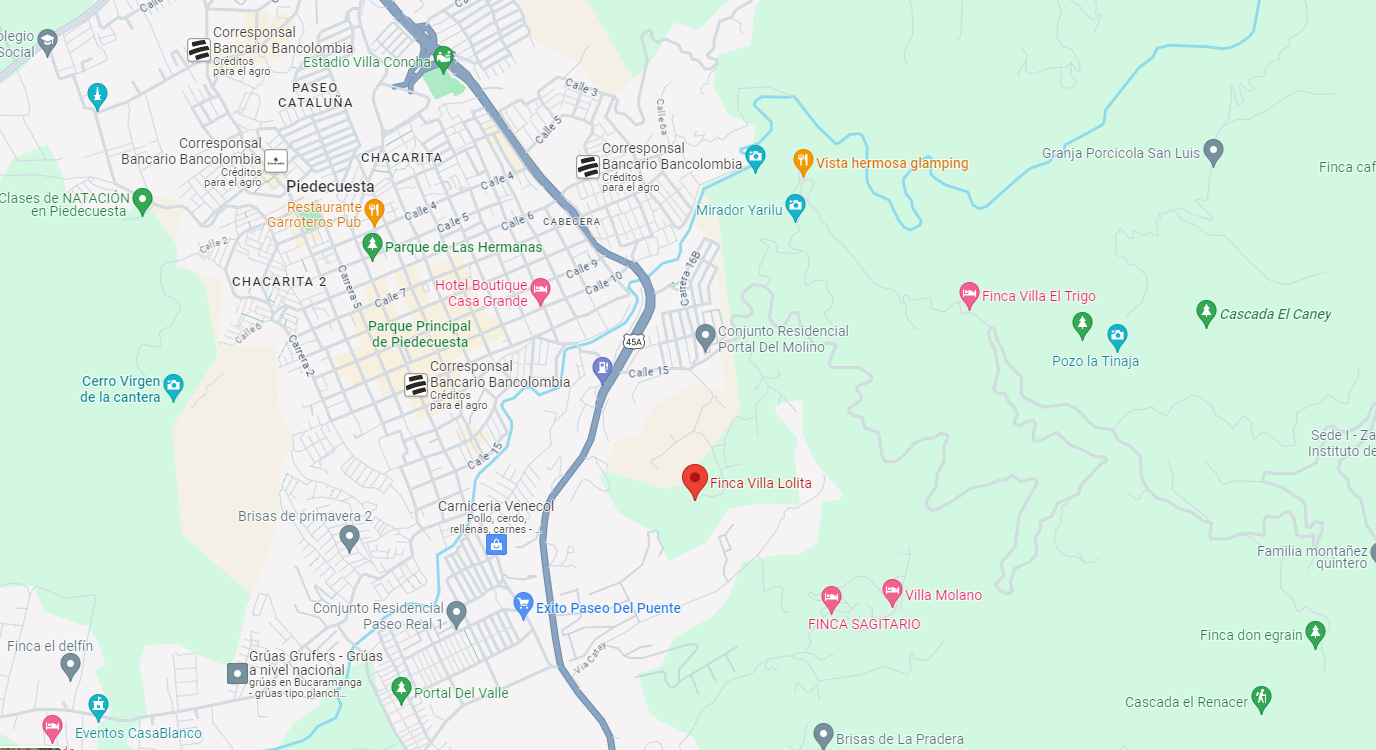 olegio
Social
Corresponsal
Bancario Bancolombia
Créditos
para el agro
Estadio Villa Concha
PASEO
CATALUÑA
Calle 3
Calle 5
Calle 6a
CHACARITA
Corresponsal
Bancario Bancolombia
Créditos
para el agro
Corresponsal
Bancario Bancolombia
Créditos
para el agro
Vista hermosa glamping
Granja Porcicola San Luis
Finca caf
Piedecuesta
Clases de NATACIÓN
en Piedecuesta
Restaurante
Garroteros Pub
Calle 4
Calle 4
Calle 5
Calle 6
CABECERA
Mirador Yarilu
Calle 2
Parque de Las Hermanas
CHACARITA 2
Carrera 5
Calle 7
Calle 9
Calle 10
Carrera 16B
Hotel Boutique
Casa Grande
Finca Villa El Trigo
Cascada El Caney
Calle 6
Carrera 2
Parque Principal
de Piedecuesta
45A
Conjunto Residencial
Portal Del Molino
Pozo la Tinaja
Corresponsal
Bancario Bancolombia
Créditos
para el agro
Calle 15
Cerro Virgen
de la cantera
Calle 15
Sede I - Za
Instituto de
Finca Villa Lolita
Carniceria Venecol
Pollo, cerdo,
rellenas, carnes - ...
Brisas de primavera 2
Familia montañez
quintero
Conjunto Residencial
Paseo Real 1
Exito Paseo Del Puente
Villa Molano
FINCA SAGITARIO
Finca don egrain
Finca el delfín
Via Catay
Grúas Grufers - Grúas
a nivel nacional
grúas en Bucaramanga
- grúas tipo planch...
Portal Del Valle
Cascada el Renacer
Eventos CasaBlanco
Brisas de La Pradera